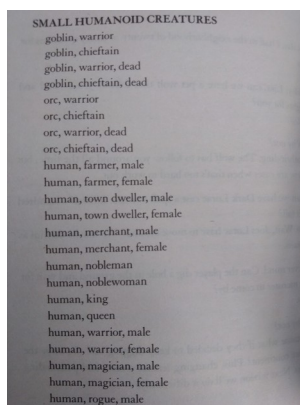 SMALL HUMANOID CREATURES
goblin, warrior
goblin, chieftain
goblin, warrior, dead
goblin, chieftain, dead
orc, warrior
orc, chieftain
orc, warrior, dead
orc, chieftain, dead
human, farmer, male
human, farmer, female
human, town dweller, male
human, town dweller, female
human, merchant, male
human, merchant, female
human, nobleman
human, noblewoman
human, king
human, queen
human, warrior, male
human, warrior, female
human, magician, male
human, magician, female
human, rogue, male